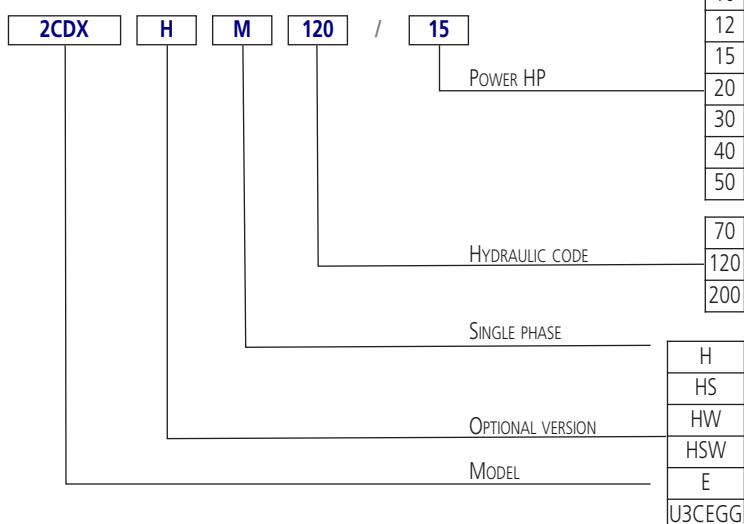 2CDX H M 120 / 15
12
15
POWER HP
20
30
40
50
70
HYDRAULIC CODE
120
200
SINGLE PHASE
H
HS
OPTIONAL VERSION
HW
HSW
MODEL
E
U3CEGG